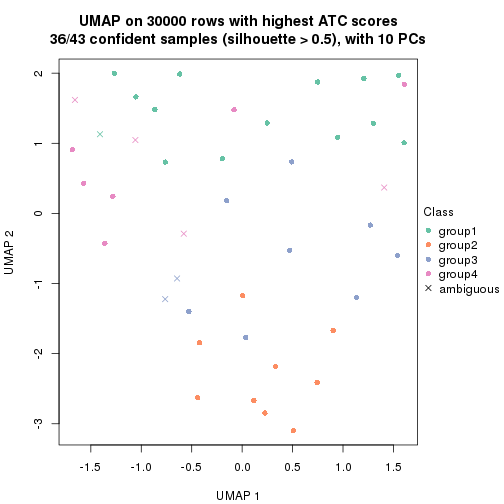 UMAP on 30000 rows with highest ATC scores
36/43 confident samples (silhouette > 0.5), with 10 PCs
2
1
0
-1
-2
-3
UMAP 2
-1.5 -1.0 -0.5 0.0 0.5 1.0 1.5
UMAP 1
Class
group1
group2
group3
group4
ambiguous